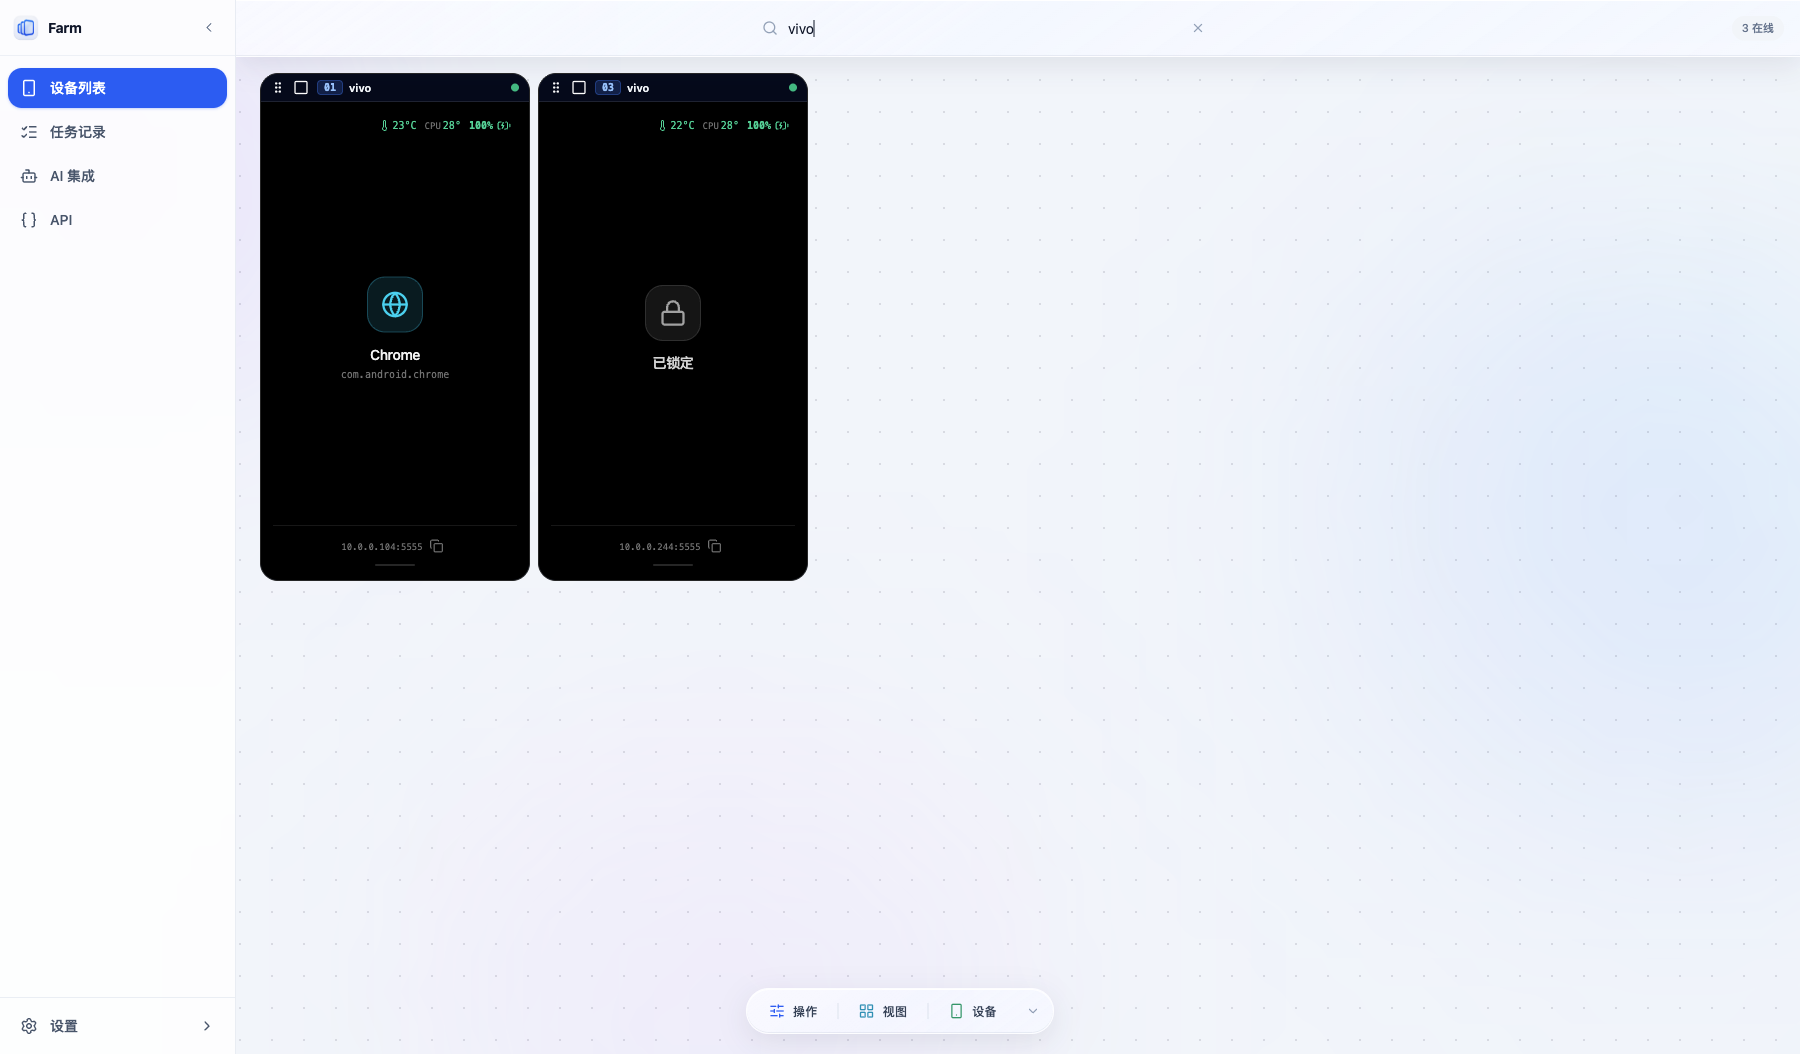 Farm
vivo
3 在线
设备列表
任务记录
AI 集成
API
01 vivo
23°C CPU 28° 100%
Chrome
com.android.chrome
10.0.0.104:5555
03 vivo
22°C CPU 28° 100%
已锁定
10.0.0.244:5555
设置
操作 视图 设备